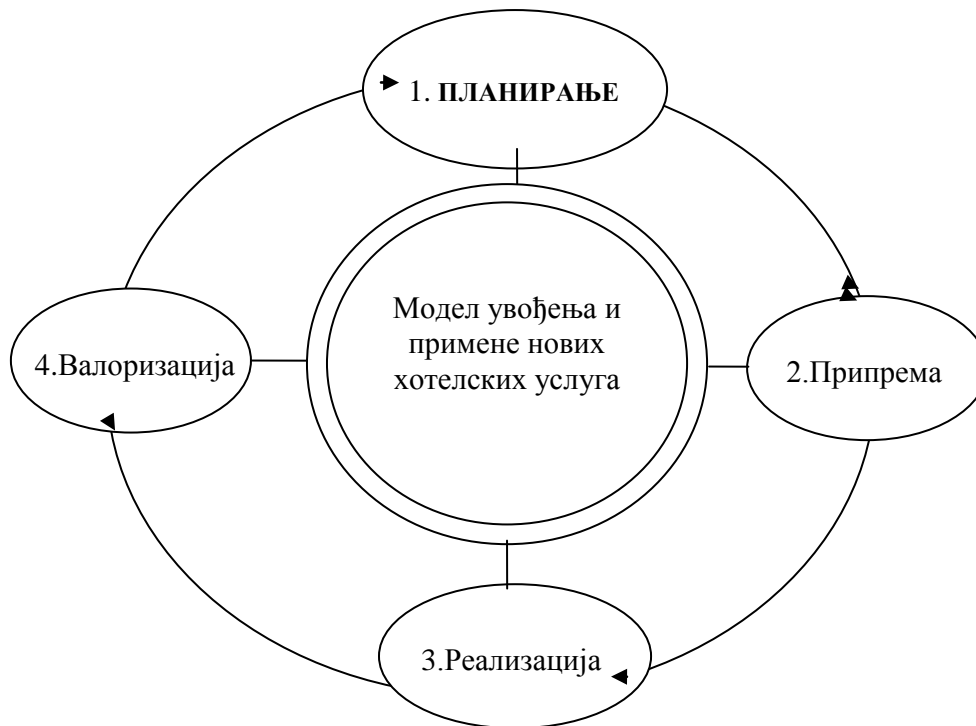 1. ПЛАНИРАЊЕ
Модел увођења и
примене нових
хотелских услуга
4.Валоризација
2.Припрема
3.Реализација